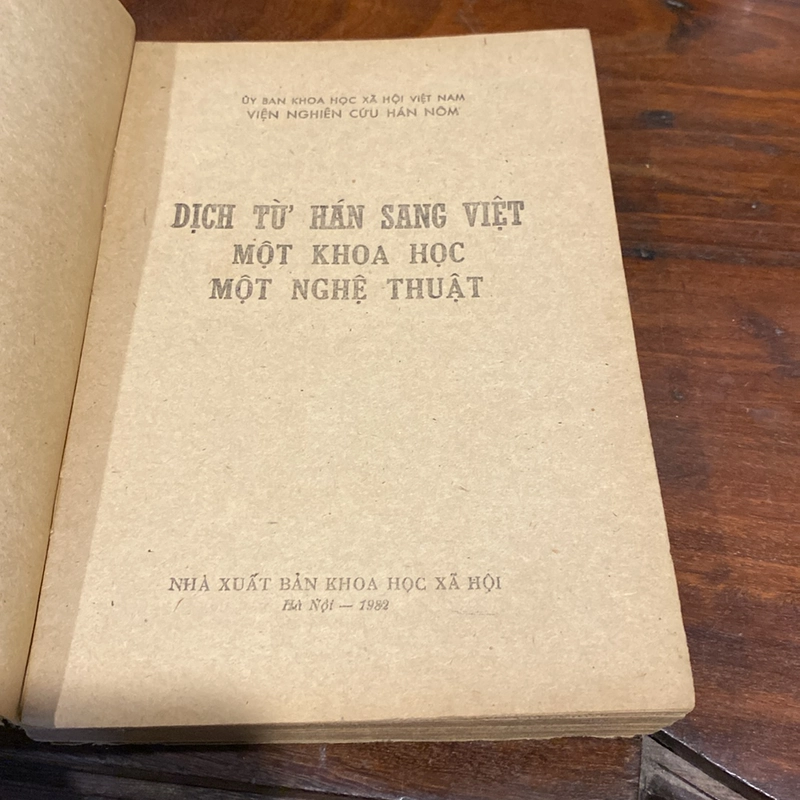 ỦY BAN KHOA HỌC XÃ HỘI VIỆT NAM
VIỆN NGHIÊN CỨU HÁN NÔM
DỊCH TỪ HÁN SANG VIỆT
MỘT KHOA HỌC
MỘT NGHỆ THUẬT
NHÀ XUẤT BẢN KHOA HỌC XÃ HỘI
Hà Nội — 1982